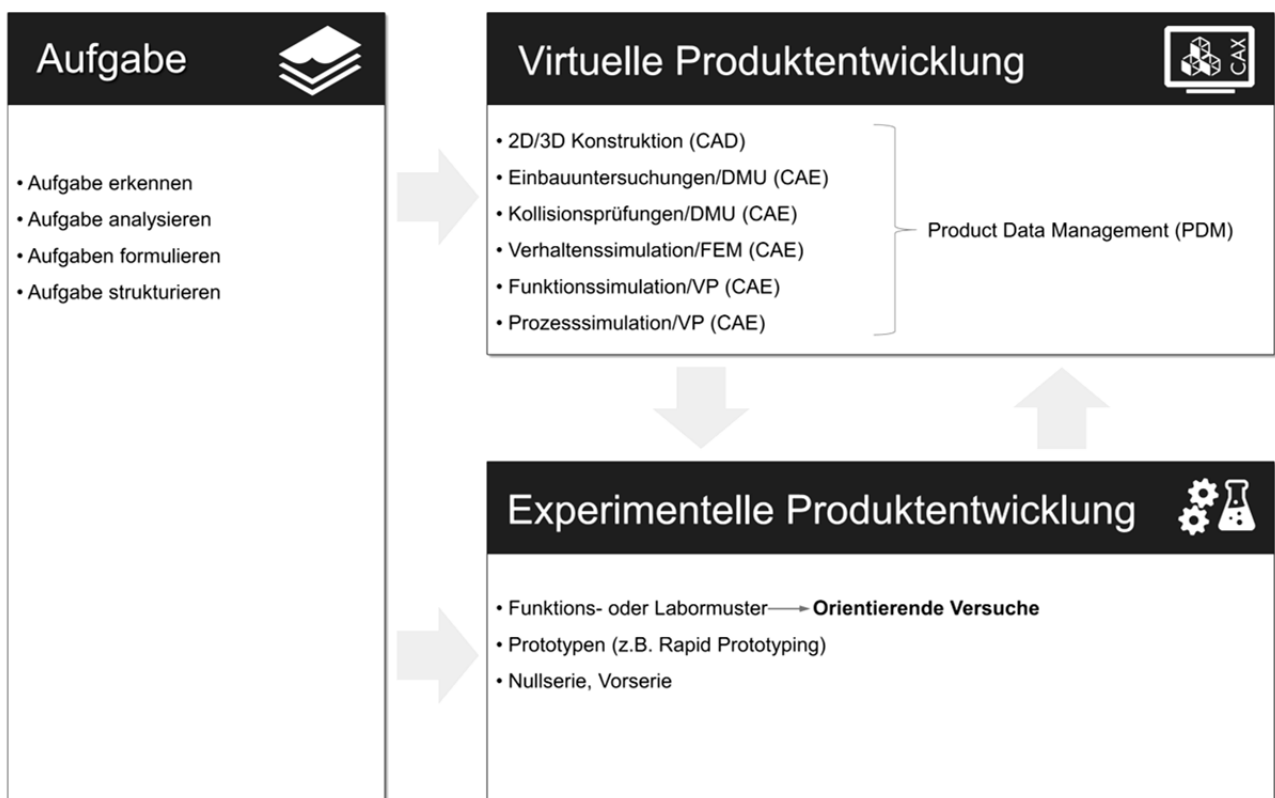 Aufgabe
• Aufgabe erkennen
• Aufgabe analysieren
• Aufgaben formulieren
• Aufgabe strukturieren
Virtuelle Produktentwicklung
CAX
• 2D/3D Konstruktion (CAD)
• Einbauuntersuchungen/DMU (CAE)
• Kollisionsprüfungen/DMU (CAE)
• Verhaltenssimulation/FEM (CAE)
• Funktionssimulation/VP (CAE)
• Prozesssimulation/VP (CAE)
Product Data Management (PDM)
Experimentelle Produktentwicklung
• Funktions- oder Labormuster → Orientierende Versuche
• Prototypen (z.B. Rapid Prototyping)
• Nullserie, Vorserie